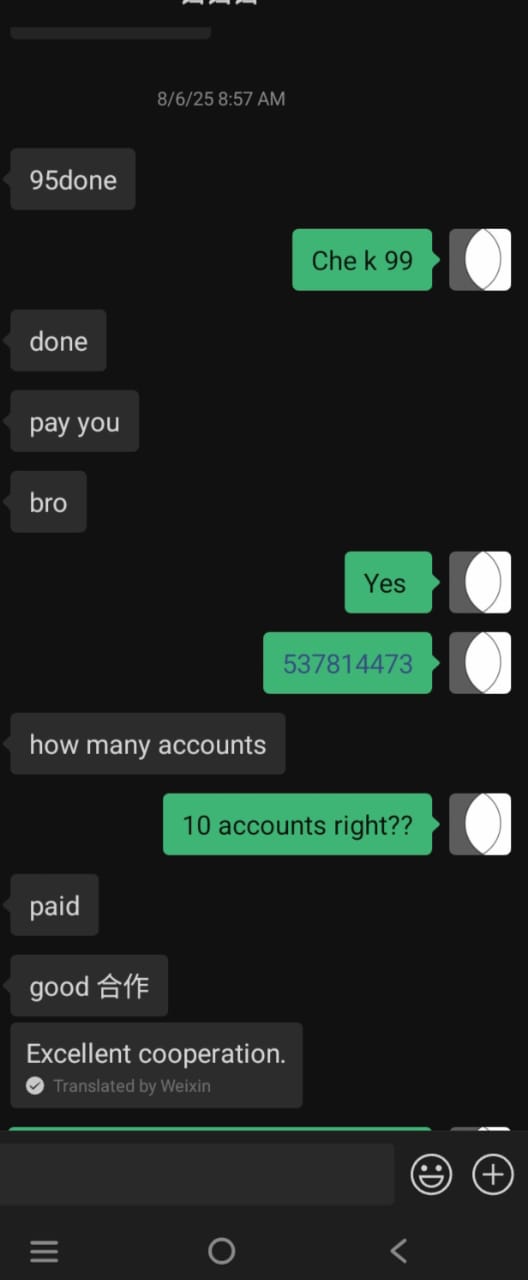 8/6/25 8:57 AM
95done
Che k 99
done
pay you
bro
Yes
537814473
how many accounts
10 accounts right??
paid
good 合作
Excellent cooperation.
Translated by Weixin